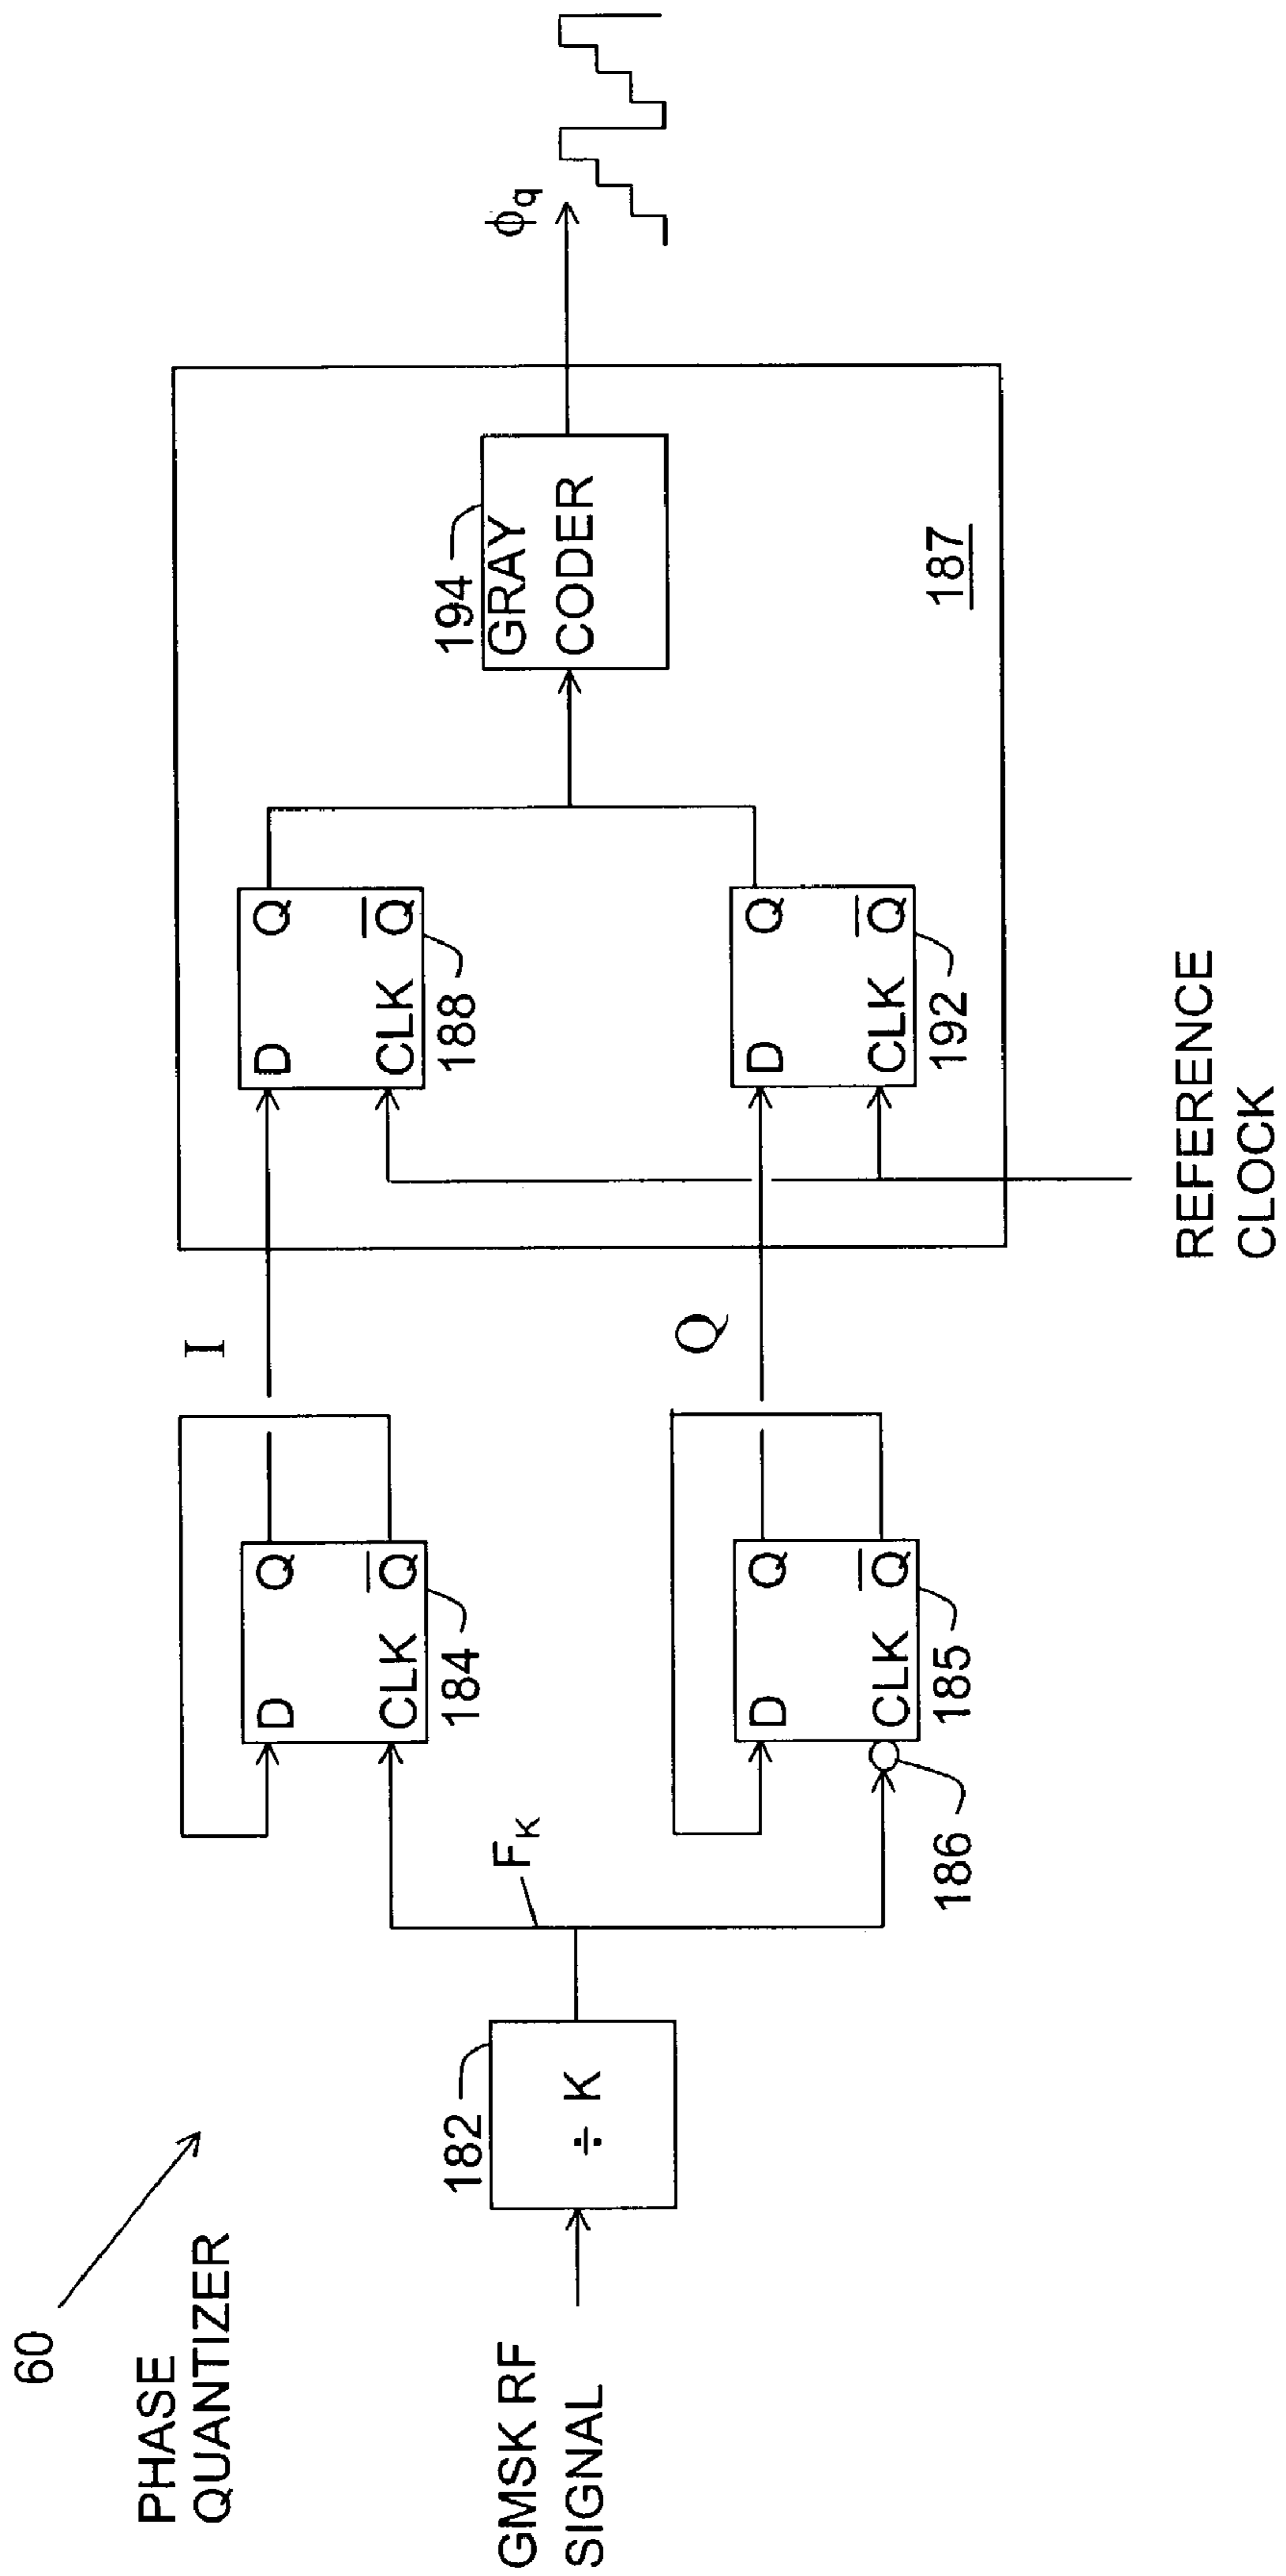 60
PHASE
QUANTIZER
GMSK RF
SIGNAL
182
÷ K
F_K
D Q
CLK Q̅
184
I
D Q
CLK Q̅
185
186
Q
D Q
CLK Q̅
188
D Q
CLK Q̅
192
REFERENCE
CLOCK
194
GRAY
CODER
187
ϕ_q